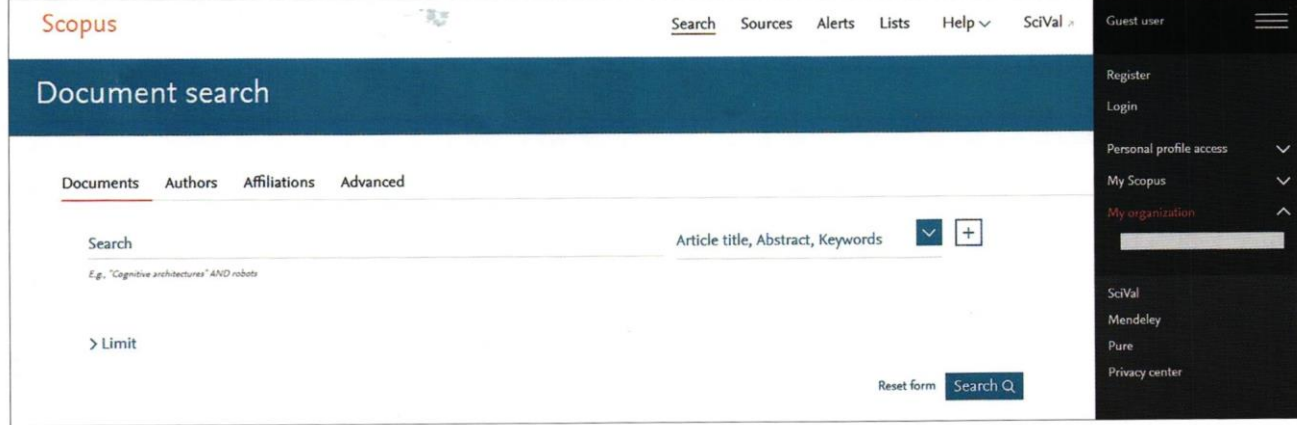 Scopus
Search Sources Alerts Lists Help SciVal
Guest user
Document search
Register
Login
Personal profile access
My Scopus
My organization
Documents Authors Affiliations Advanced
Search
Article title, Abstract, Keywords
E.g., "Cognitive architectures" AND robots
SciVal
Mendeley
Pure
Privacy center
Limit
Reset form Search